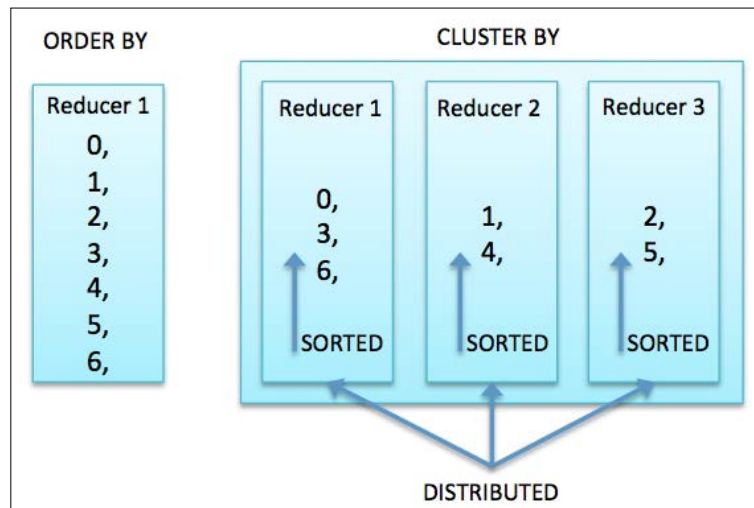 ORDER BY
Reducer 1
0,
1,
2,
3,
4,
5,
6,
CLUSTER BY
Reducer 1
0,
3,
6,
SORTED
Reducer 2
1,
4,
SORTED
Reducer 3
2,
5,
SORTED
DISTRIBUTED